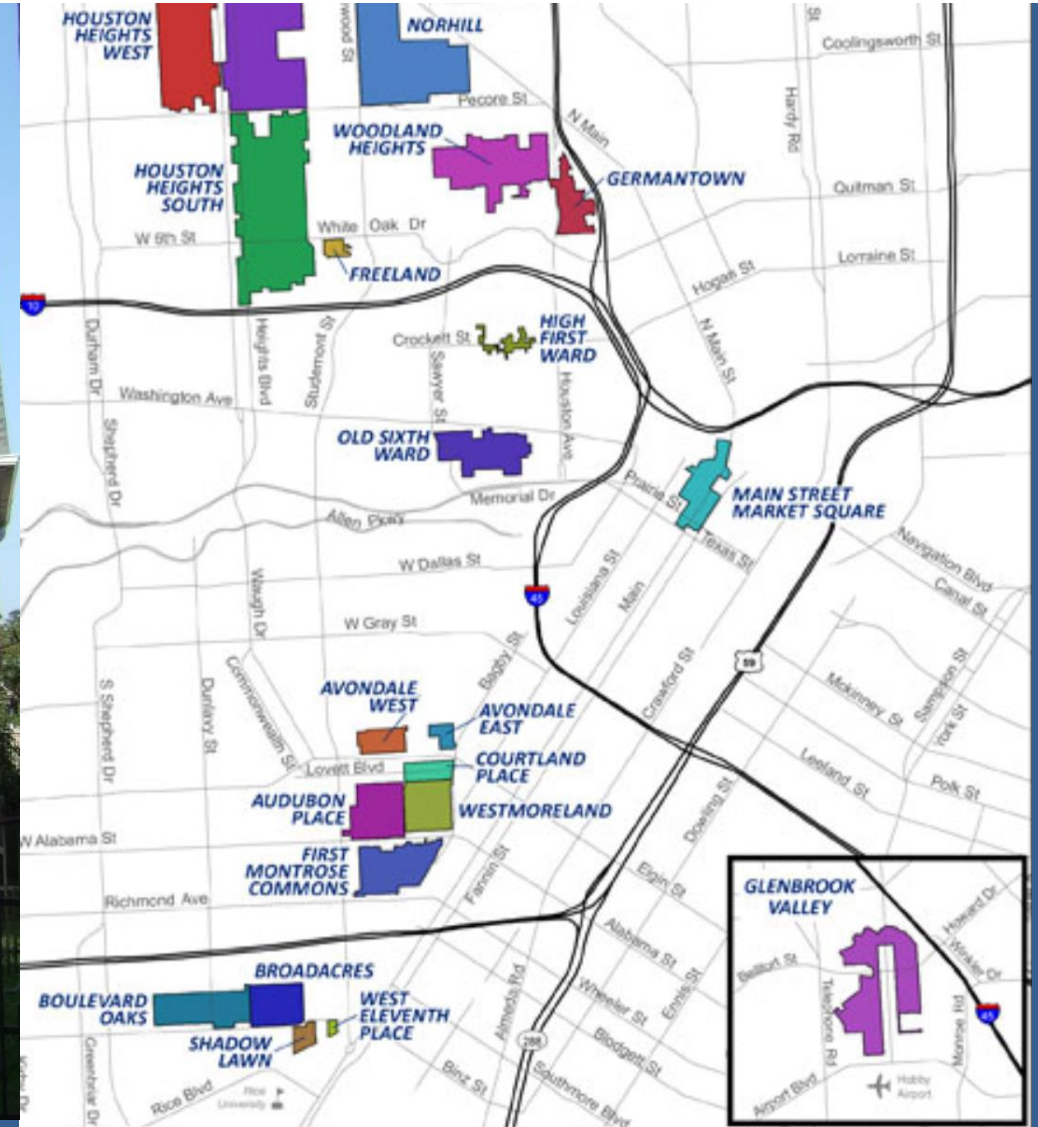 HOUSTON
HEIGHTS
WEST
NORHILL
St
Coolingsworth St
Pecore St
N Main
Hardy Rd
WOODLAND
HEIGHTS
HOUSTON
HEIGHTS
SOUTH
GERMANTOWN
Quitman St
W 6th St
White Oak Dr
FREELAND
Lorraine St
Hogan St
10
Durham Dr
Heights Blvd
Studemont St
Crockett St
HIGH
FIRST
WARD
Sawyer St
N Main St
Houston Ave
Washington Ave
Shepherd Dr
OLD SIXTH
WARD
Memorial Dr
Prairie St
MAIN STREET
MARKET SQUARE
Allen Pkwy
Texas St
Navigation Blvd
W Dallas St
Canal St
Waugh Dr
45
Louisiana St
Main
W Gray St
Bagby St
59
Crawford St
Commonwealth St
Dunlavy St
S Shepherd Dr
Mckinney St
Sampson St
York St
AVONDALE
WEST
AVONDALE
EAST
Lovett Blvd
COURTLAND
PLACE
Leeland St
Polk St
AUDUBON
PLACE
WESTMORELAND
Dowling St
W Alabama St
FIRST
MONTROSE
COMMONS
Fannin St
Elgin St
Richmond Ave
Alabama St
BROADACRES
BOULEVARD
OAKS
WEST
ELEVENTH
PLACE
SHADOW
LAWN
Wheeler St
Ennis St
Almeda Rd
288
Blodgett St
Binz St
Southmore Blvd
Greenbriar Dr
Rice Blvd
Rice
University
GLENBROOK
VALLEY
Howard Dr
Winkler Dr
Bellfort St
Telephone Rd
Monroe Rd
45
Airport Blvd
Hobby
Airport